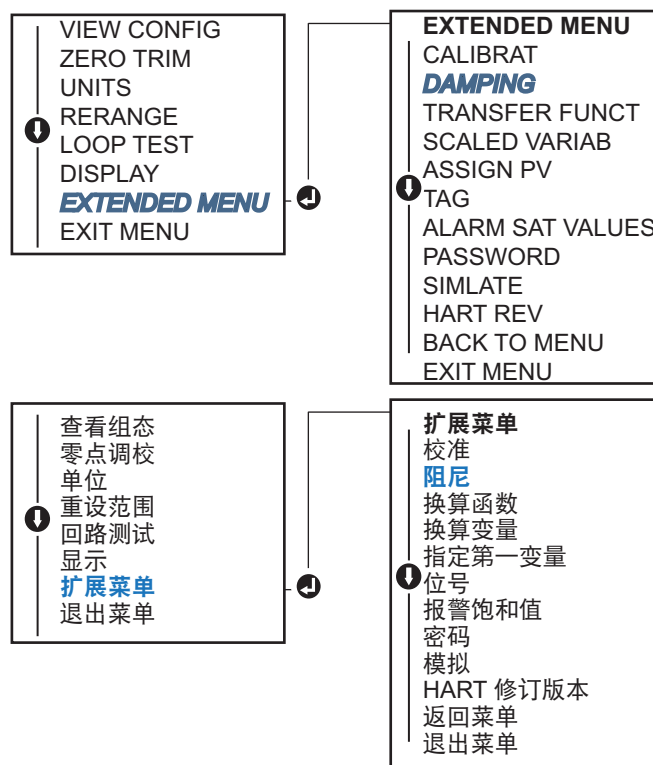 VIEW CONFIG
ZERO TRIM
UNITS
RERANGE
LOOP TEST
DISPLAY
EXTENDED MENU
EXIT MENU
EXTENDED MENU
CALIBRAT
DAMPING
TRANSFER FUNCT
SCALED VARIAB
ASSIGN PV
TAG
ALARM SAT VALUES
PASSWORD
SIMLATE
HART REV
BACK TO MENU
EXIT MENU
查看组态
零点调校
单位
重设范围
回路测试
显示
扩展菜单
退出菜单
扩展菜单
校准
阻尼
换算函数
换算变量
指定第一变量
位号
报警饱和值
密码
模拟
HART 修订版本
返回菜单
退出菜单